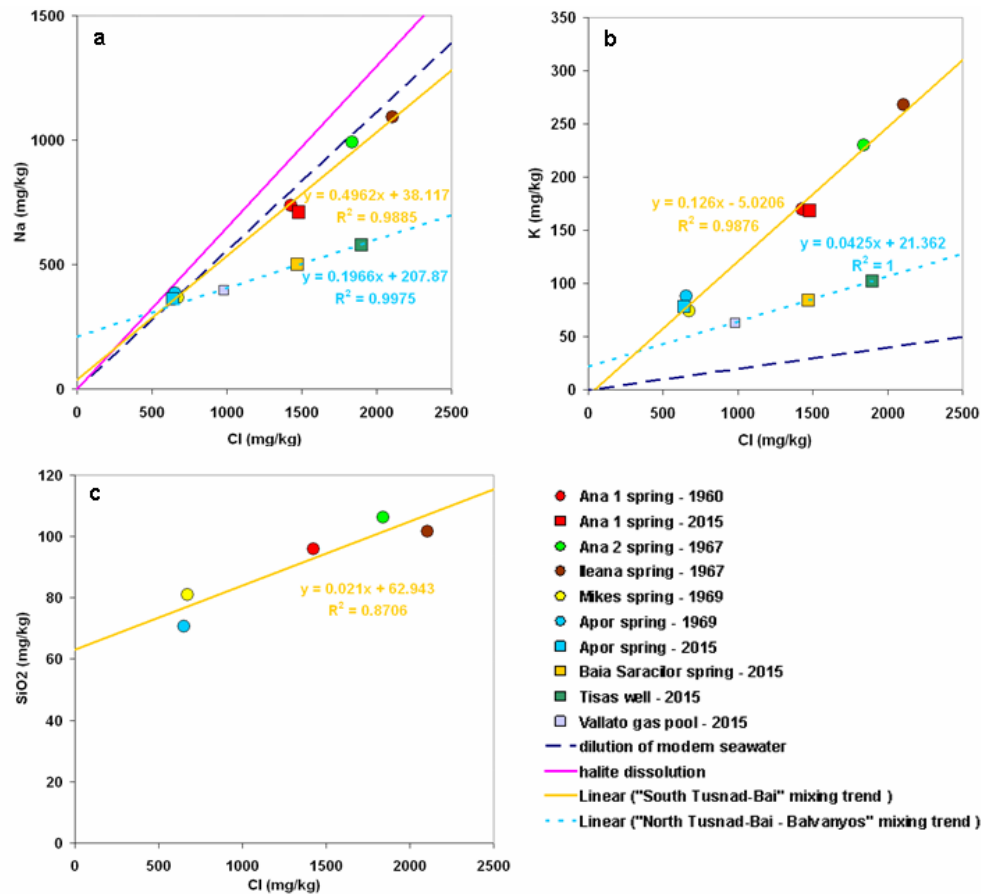 a
1500
1000
500
0
Na (mg/kg)
y = 0.4962x + 38.117
R² = 0.9885
y = 0.1966x + 207.87
R² = 0.9975
0 500 1000 1500 2000 2500
Cl (mg/kg)
b
350
300
250
200
150
100
50
0
K (mg/kg)
y = 0.126x - 5.0206
R² = 0.9876
y = 0.0425x + 21.362
R² = 1
0 500 1000 1500 2000 2500
Cl (mg/kg)
c
120
100
80
60
40
20
0
SiO2 (mg/kg)
y = 0.021x + 62.943
R² = 0.8706
0 500 1000 1500 2000 2500
Cl (mg/kg)
Ana 1 spring - 1960
Ana 1 spring - 2015
Ana 2 spring - 1967
Ileana spring - 1967
Mikes spring - 1969
Apor spring - 1969
Apor spring - 2015
Baia Saracilor spring - 2015
Tisas well - 2015
Vallato gas pool - 2015
dilution of modern seawater
halite dissolution
Linear ("South Tusnad-Bai" mixing trend )
Linear ("North Tusnad-Bai - Balvanyos" mixing trend )